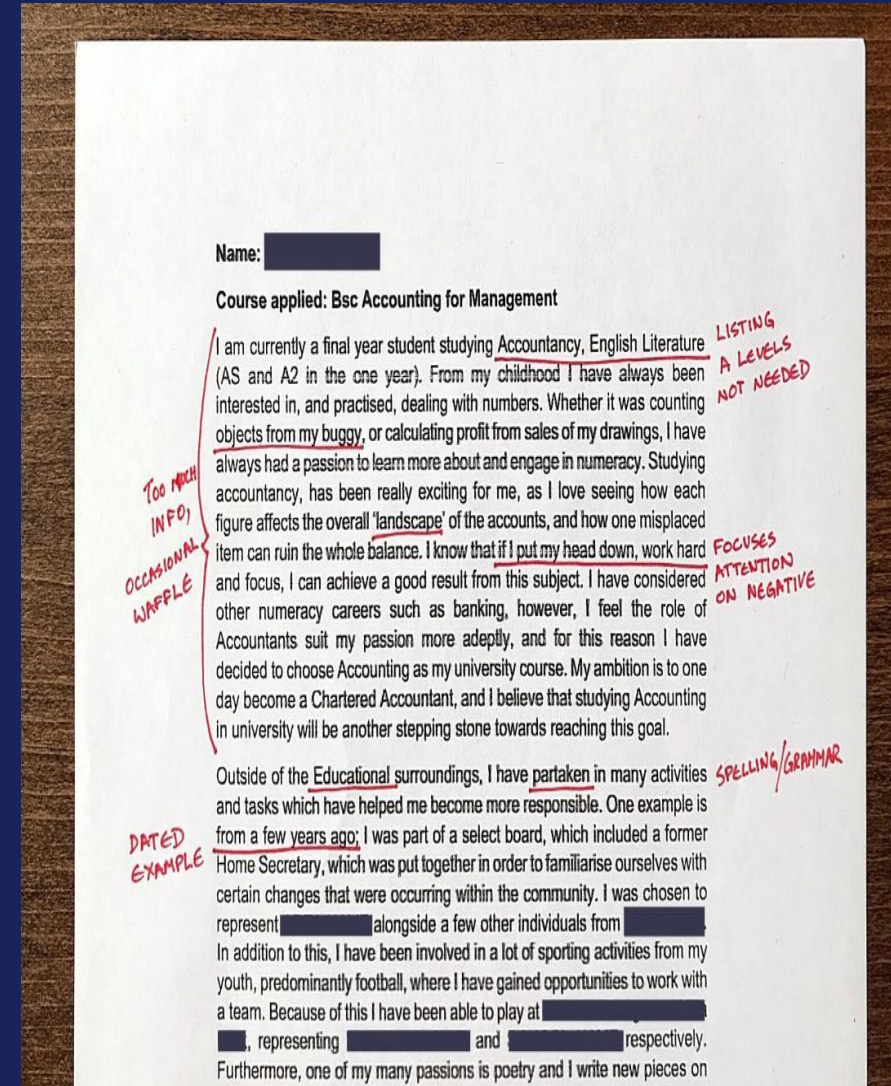 Name:
Course applied: Bsc Accounting for Management
I am currently a final year student studying Accountancy, English Literature
(AS and A2 in the one year). From my childhood I have always been
interested in, and practised, dealing with numbers. Whether it was counting
objects from my buggy, or calculating profit from sales of my drawings, I have
always had a passion to learn more about and engage in numeracy. Studying
accountancy, has been really exciting for me, as I love seeing how each
figure affects the overall 'landscape' of the accounts, and how one misplaced
item can ruin the whole balance. I know that if I put my head down, work hard
and focus, I can achieve a good result from this subject. I have considered
other numeracy careers such as banking, however, I feel the role of
Accountants suit my passion more adeptly, and for this reason I have
decided to choose Accounting as my university course. My ambition is to one
day become a Chartered Accountant, and I believe that studying Accounting
in university will be another stepping stone towards reaching this goal.
LISTING
A LEVELS
NOT NEEDED
TOO MUCH
INFO,
OCCASIONAL
WAFFLE
FOCUSES
ATTENTION
ON NEGATIVE
Outside of the Educational surroundings, I have partaken in many activities
and tasks which have helped me become more responsible. One example is
from a few years ago; I was part of a select board, which included a former
Home Secretary, which was put together in order to familiarise ourselves with
certain changes that were occurring within the community. I was chosen to
represent alongside a few other individuals from
In addition to this, I have been involved in a lot of sporting activities from my
youth, predominantly football, where I have gained opportunities to work with
a team. Because of this I have been able to play at
, representing and respectively.
Furthermore, one of my many passions is poetry and I write new pieces on
SPELLING/GRAMMAR
DATED
EXAMPLE